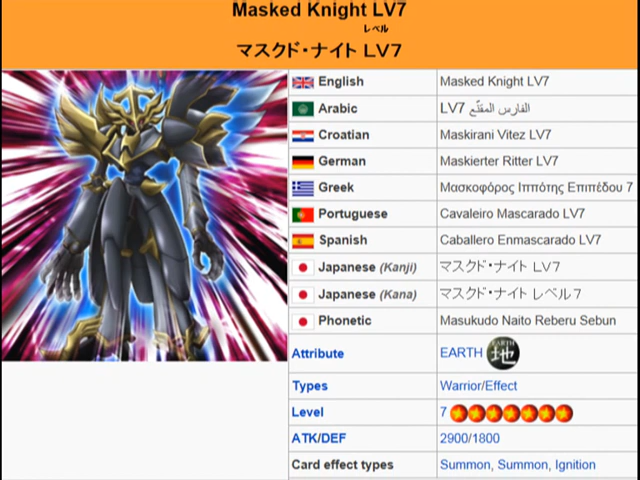 Masked Knight LV7
レベル
マスクド・ナイト LV7
English Masked Knight LV7
Arabic الفارس المقنّع LV7
Croatian Maskirani Vitez LV7
German Maskierter Ritter LV7
Greek Μασκοφόρος Ιππότης Επιπέδου 7
Portuguese Cavaleiro Mascarado LV7
Spanish Caballero Enmascarado LV7
Japanese (Kanji) マスクド・ナイト LV7
Japanese (Kana) マスクド・ナイト レベル7
Phonetic Masukudo Naito Reberu Sebun
Attribute EARTH EARTH 地
Types Warrior/Effect
Level 7
ATK/DEF 2900/1800
Card effect types Summon, Summon, Ignition